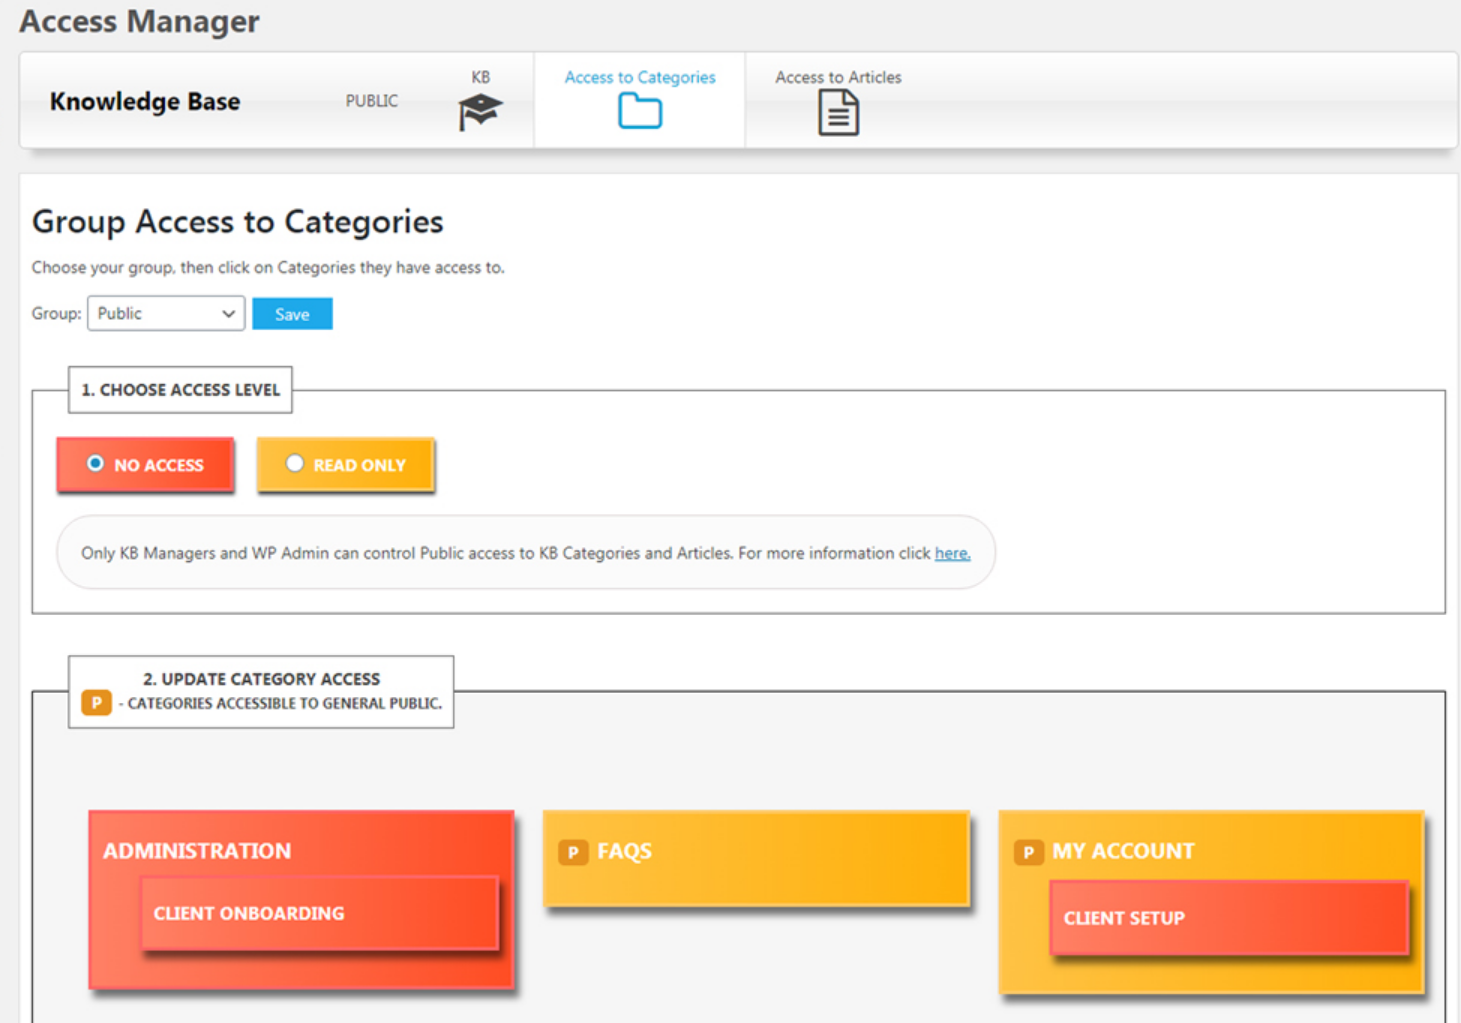 Access Manager
Knowledge Base
PUBLIC
KB
Access to Categories
Access to Articles
Group Access to Categories
Choose your group, then click on Categories they have access to.
Group: Public Save
1. CHOOSE ACCESS LEVEL
NO ACCESS READ ONLY
Only KB Managers and WP Admin can control Public access to KB Categories and Articles. For more information click here.
2. UPDATE CATEGORY ACCESS
P - CATEGORIES ACCESSIBLE TO GENERAL PUBLIC.
ADMINISTRATION
CLIENT ONBOARDING
P FAQS
P MY ACCOUNT
CLIENT SETUP